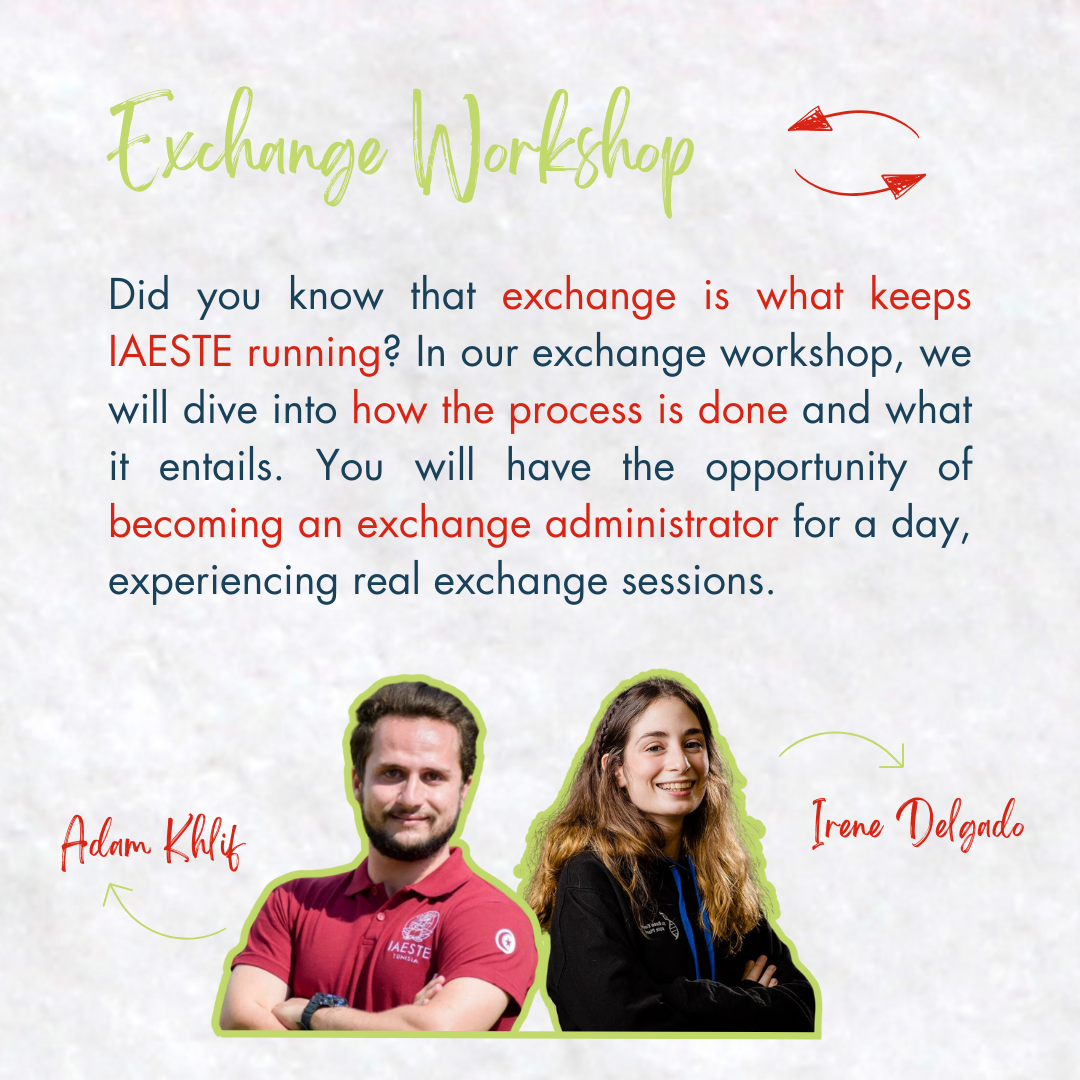 Exchange Workshop
Did you know that exchange is what keeps
IAESTE running? In our exchange workshop, we
will dive into how the process is done and what
it entails. You will have the opportunity of
becoming an exchange administrator for a day,
experiencing real exchange sessions.
Adam Khlif
Irene Delgado
IAESTE
TUNISIA